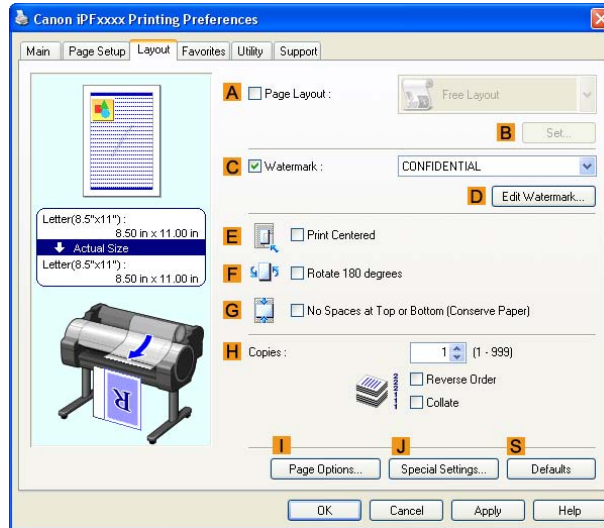 Canon iPFxxxx Printing Preferences
Main Page Setup Layout Favorites Utility Support
A Page Layout : Free Layout
B Set...
C Watermark : CONFIDENTIAL
D Edit Watermark...
Letter(8.5"x11") :
8.50 in x 11.00 in
Actual Size
Letter(8.5"x11") :
8.50 in x 11.00 in
E Print Centered
F Rotate 180 degrees
G No Spaces at Top or Bottom (Conserve Paper)
H Copies : 1 (1 - 999)
Reverse Order
Collate
R
I J S
Page Options... Special Settings... Defaults
OK Cancel Apply Help